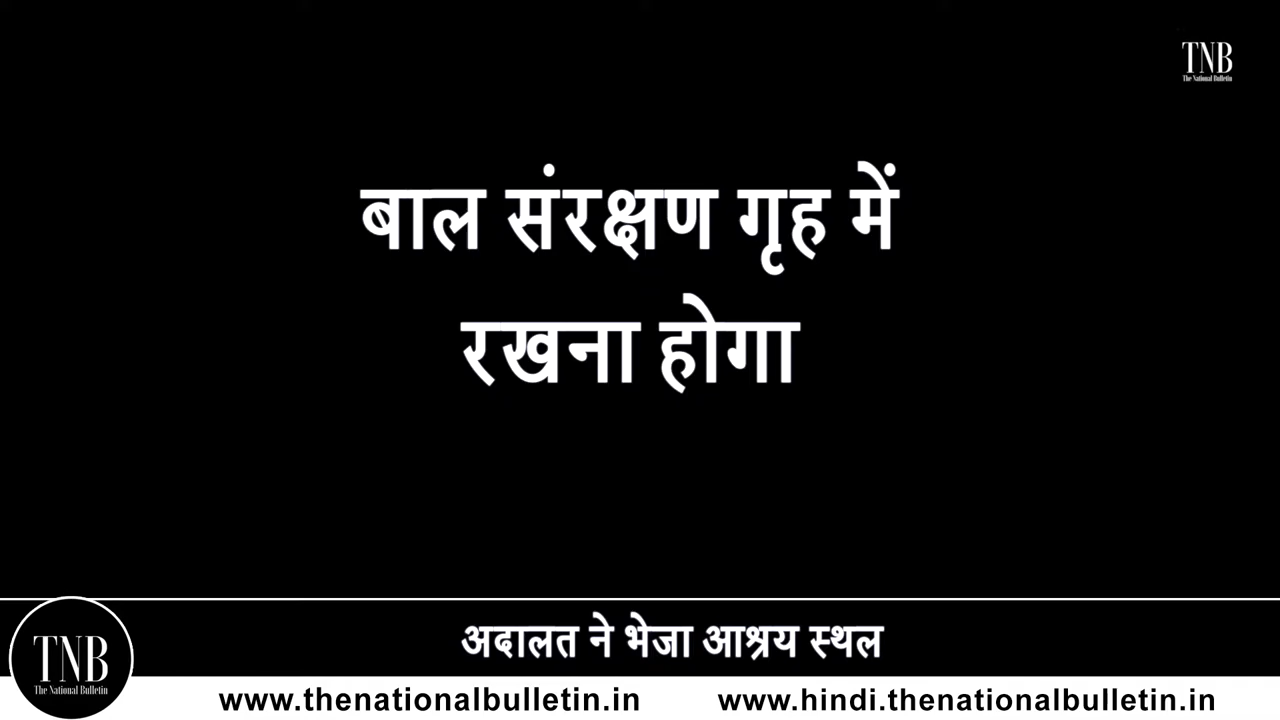 TNB
The National Bulletin
बाल संरक्षण गृह में
रखना होगा
अदालत ने भेजा आश्रय स्थल
TNB
The National Bulletin
www.thenationalbulletin.in
www.hindi.thenationalbulletin.in